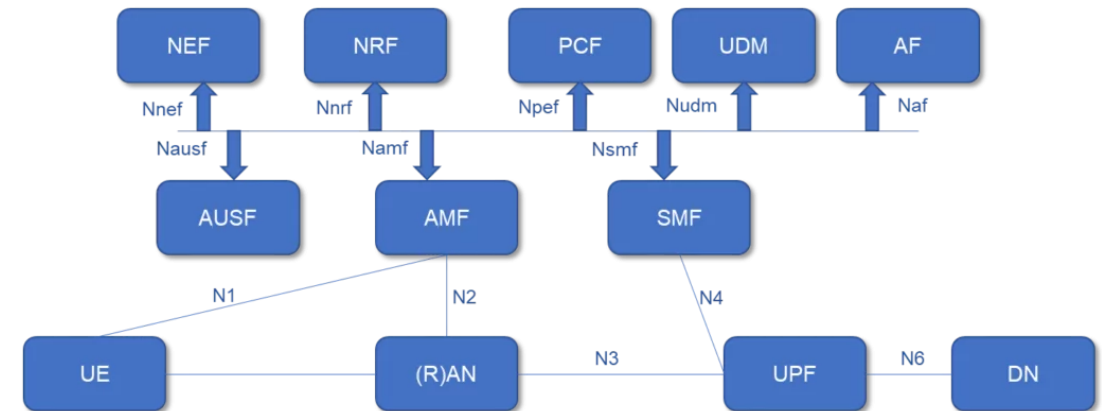 NEF
NRF
PCF
UDM
AF
Nnef
Nnrf
Npef
Nudm
Naf
Nausf
Namf
Nsmf
AUSF
AMF
SMF
N1
N2
N4
UE
(R)AN
N3
UPF
N6
DN